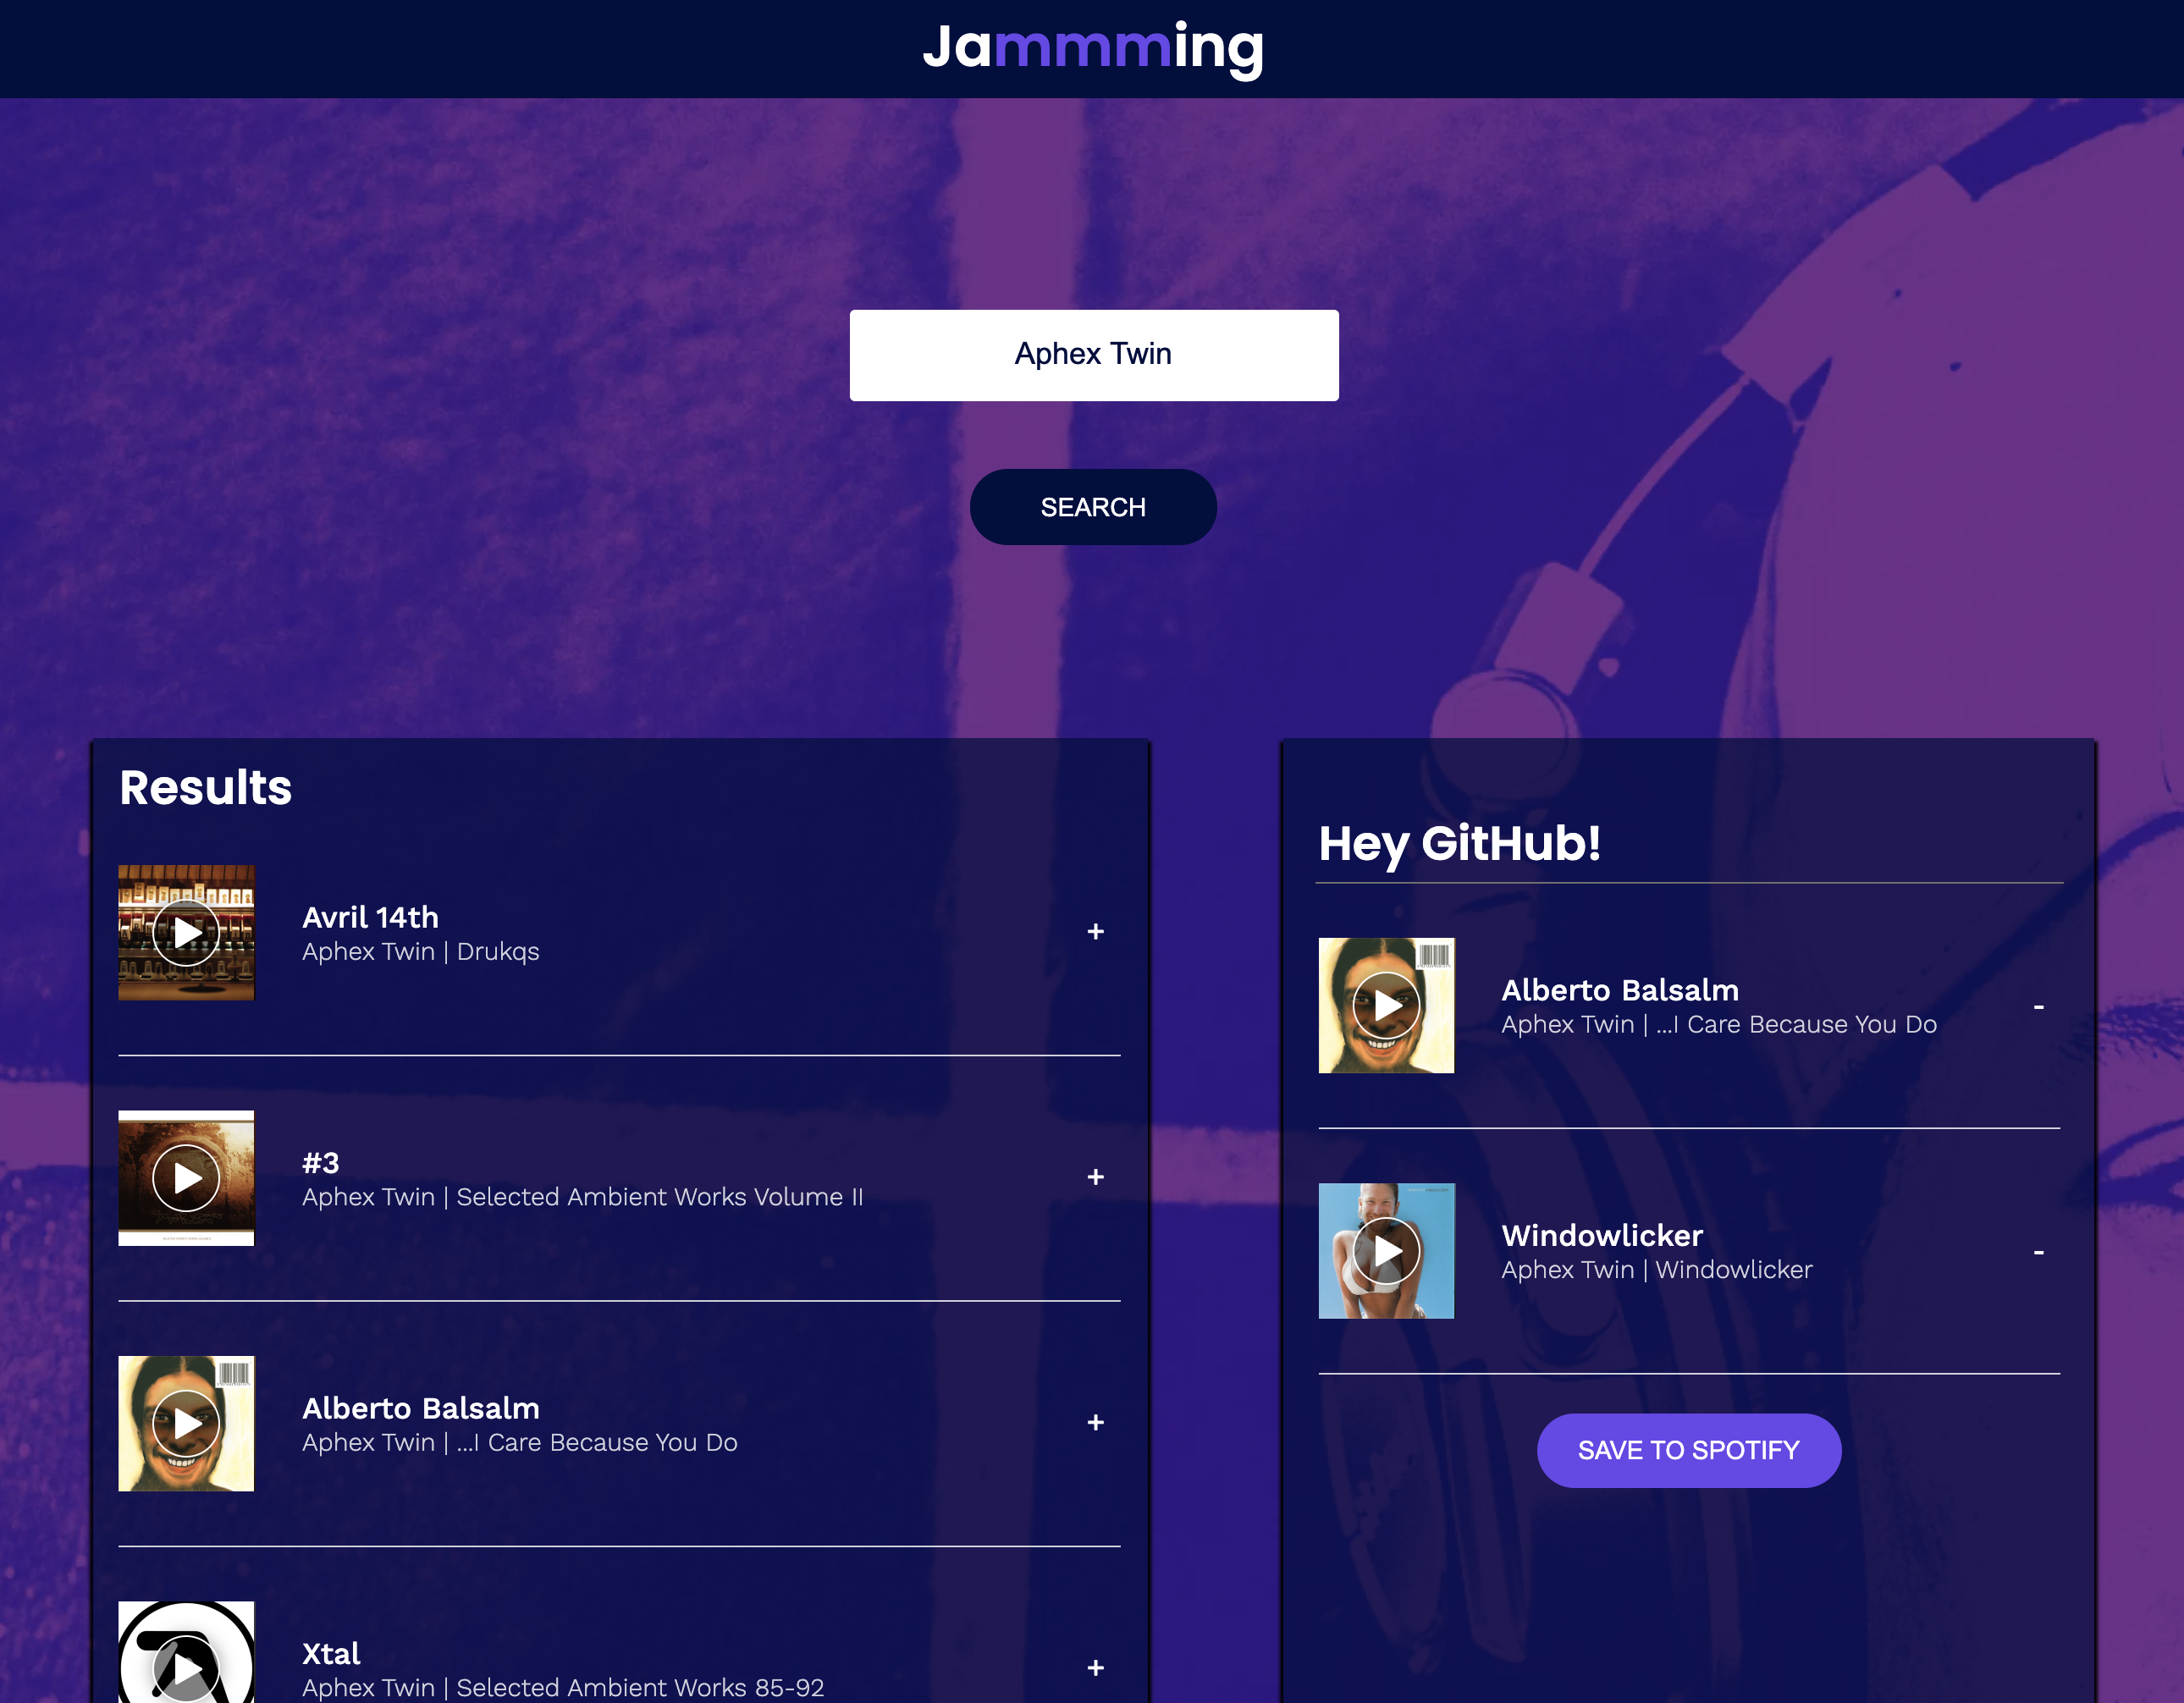 Jammming
Aphex Twin
SEARCH
Results
Avril 14th
Aphex Twin | Drukqs
+
#3
Aphex Twin | Selected Ambient Works Volume II
+
Alberto Balsalm
Aphex Twin | ...I Care Because You Do
+
Xtal
Aphex Twin | Selected Ambient Works 85-92
+
Hey GitHub!
Alberto Balsalm
Aphex Twin | ...I Care Because You Do
-
Windowlicker
Aphex Twin | Windowlicker
-
SAVE TO SPOTIFY